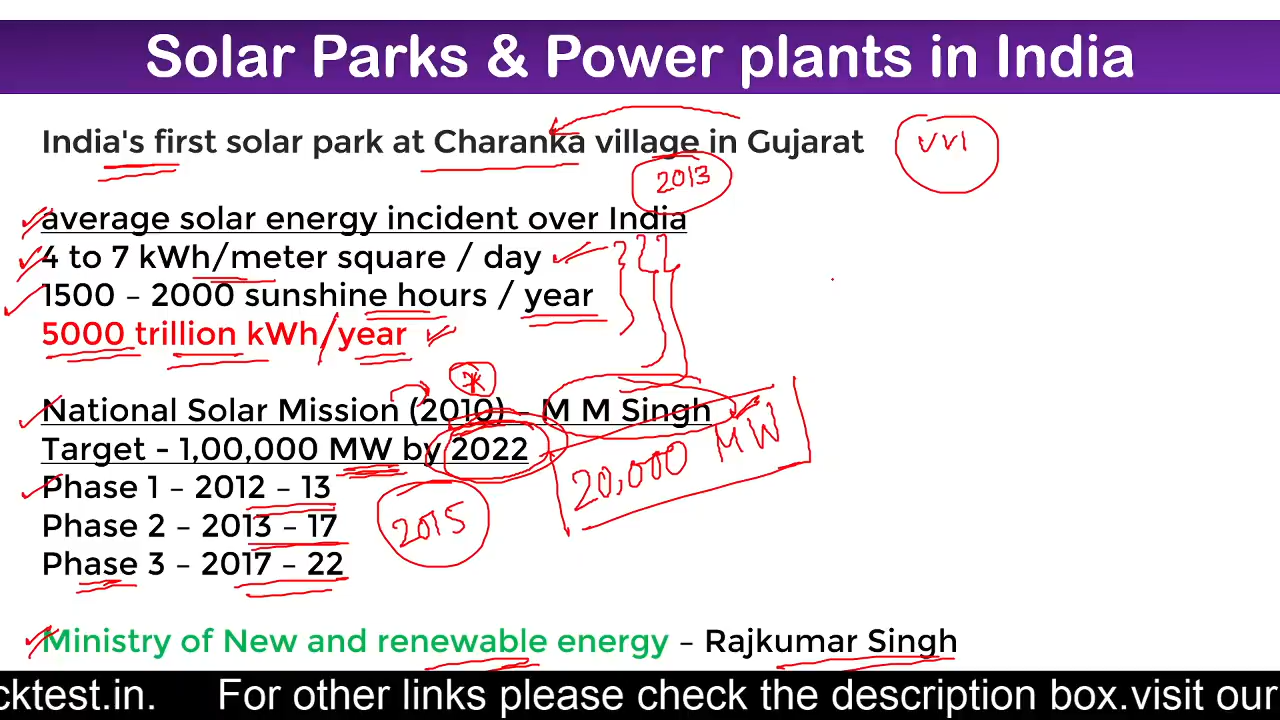 Solar Parks & Power plants in India
India's first solar park at Charanka village in Gujarat
VVI
2013
average solar energy incident over India
4 to 7 kWh/meter square / day
1500 – 2000 sunshine hours / year
5000 trillion kWh/year
National Solar Mission (2010) – M M Singh
Target - 1,00,000 MW by 2022
20,000 MW
Phase 1 – 2012 – 13
Phase 2 – 2013 – 17
2015
Phase 3 – 2017 – 22
Ministry of New and renewable energy – Rajkumar Singh
cktest.in. For other links please check the description box.visit our